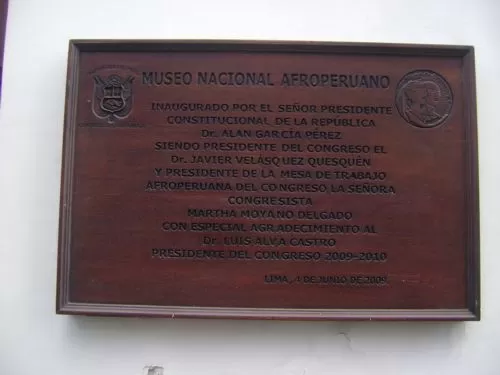 MUSEO NACIONAL AFROPERUANO
INAUGURADO POR EL SEÑOR PRESIDENTE
CONSTITUCIONAL DE LA REPÚBLICA
Dr. ALAN GARCÍA PÉREZ
SIENDO PRESIDENTE DEL CONGRESO EL
Dr. JAVIER VELÁSQUEZ QUESQUÉN
Y PRESIDENTE DE LA MESA DE TRABAJO
AFROPERUANA DEL CONGRESO LA SEÑORA
CONGRESISTA
MARTHA MOYANO DELGADO
CON ESPECIAL AGRADECIMIENTO AL
Dr. LUIS ALVA CASTRO
PRESIDENTE DEL CONGRESO 2009-2010
LIMA, 4 DE JUNIO DE 2009.